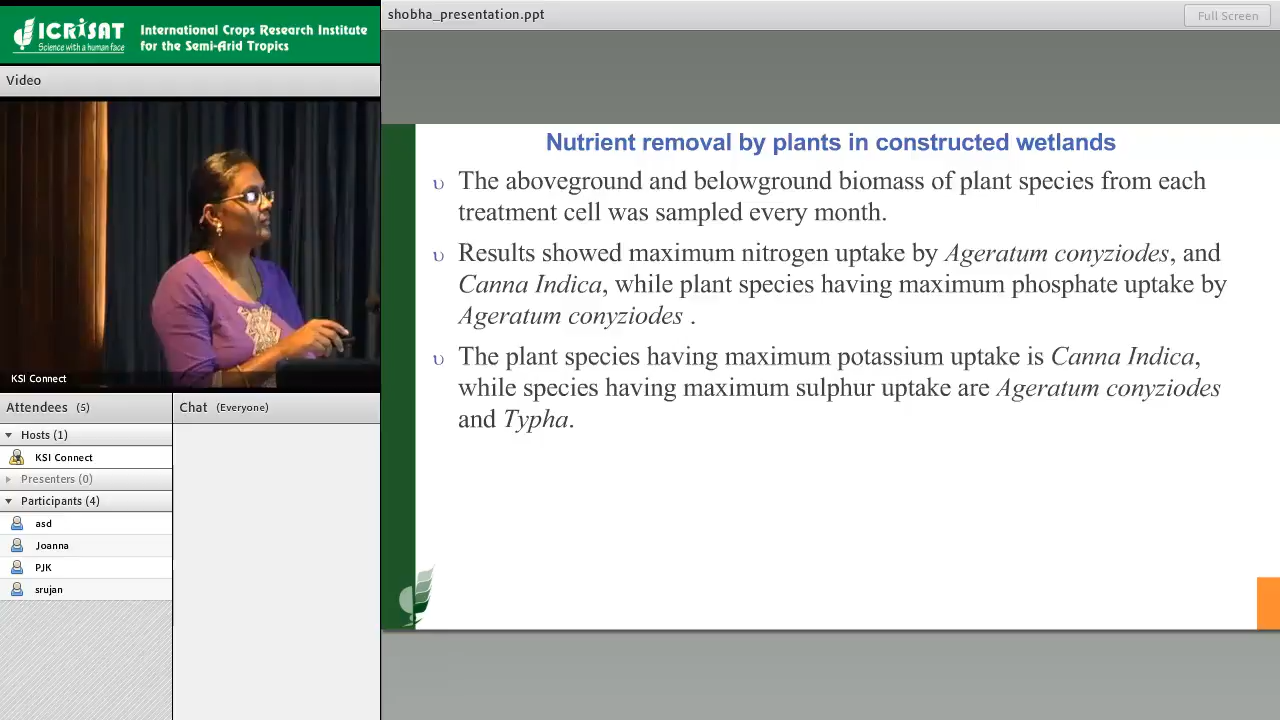 ICRISAT
Science with a human face
International Crops Research Institute
for the Semi-Arid Tropics
shobha_presentation.ppt
Full Screen
Video
KSI Connect
Attendees (5)
Hosts (1)
KSI Connect
Presenters (0)
Participants (4)
asd
Joanna
PJK
srujan
Chat (Everyone)
Nutrient removal by plants in constructed wetlands
υ The aboveground and belowground biomass of plant species from each
treatment cell was sampled every month.
υ Results showed maximum nitrogen uptake by Ageratum conyziodes, and
Canna Indica, while plant species having maximum phosphate uptake by
Ageratum conyziodes .
υ The plant species having maximum potassium uptake is Canna Indica,
while species having maximum sulphur uptake are Ageratum conyziodes
and Typha.